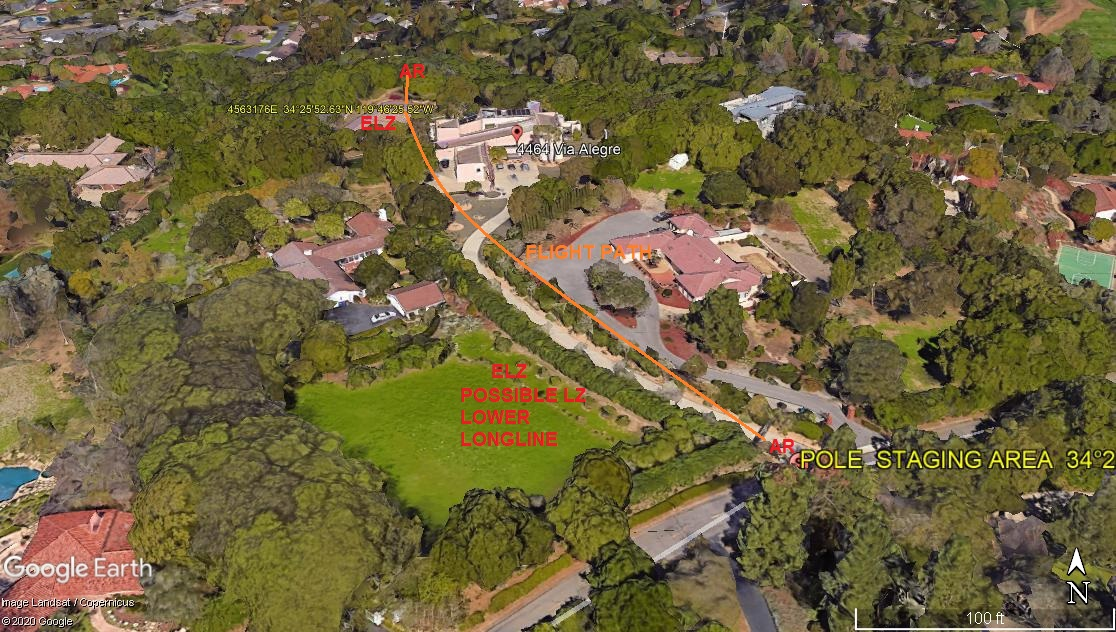 AR
4563176E 34°25'52.63"N 119°46'25.52"W
ELZ
4464 Via Alegre
FLIGHT PATH
ELZ
POSSIBLE LZ
LOWER
LONGLINE
AR
POLE STAGING AREA 34°2
Google Earth
Image Landsat / Copernicus
© 2020 Google
N
100 ft